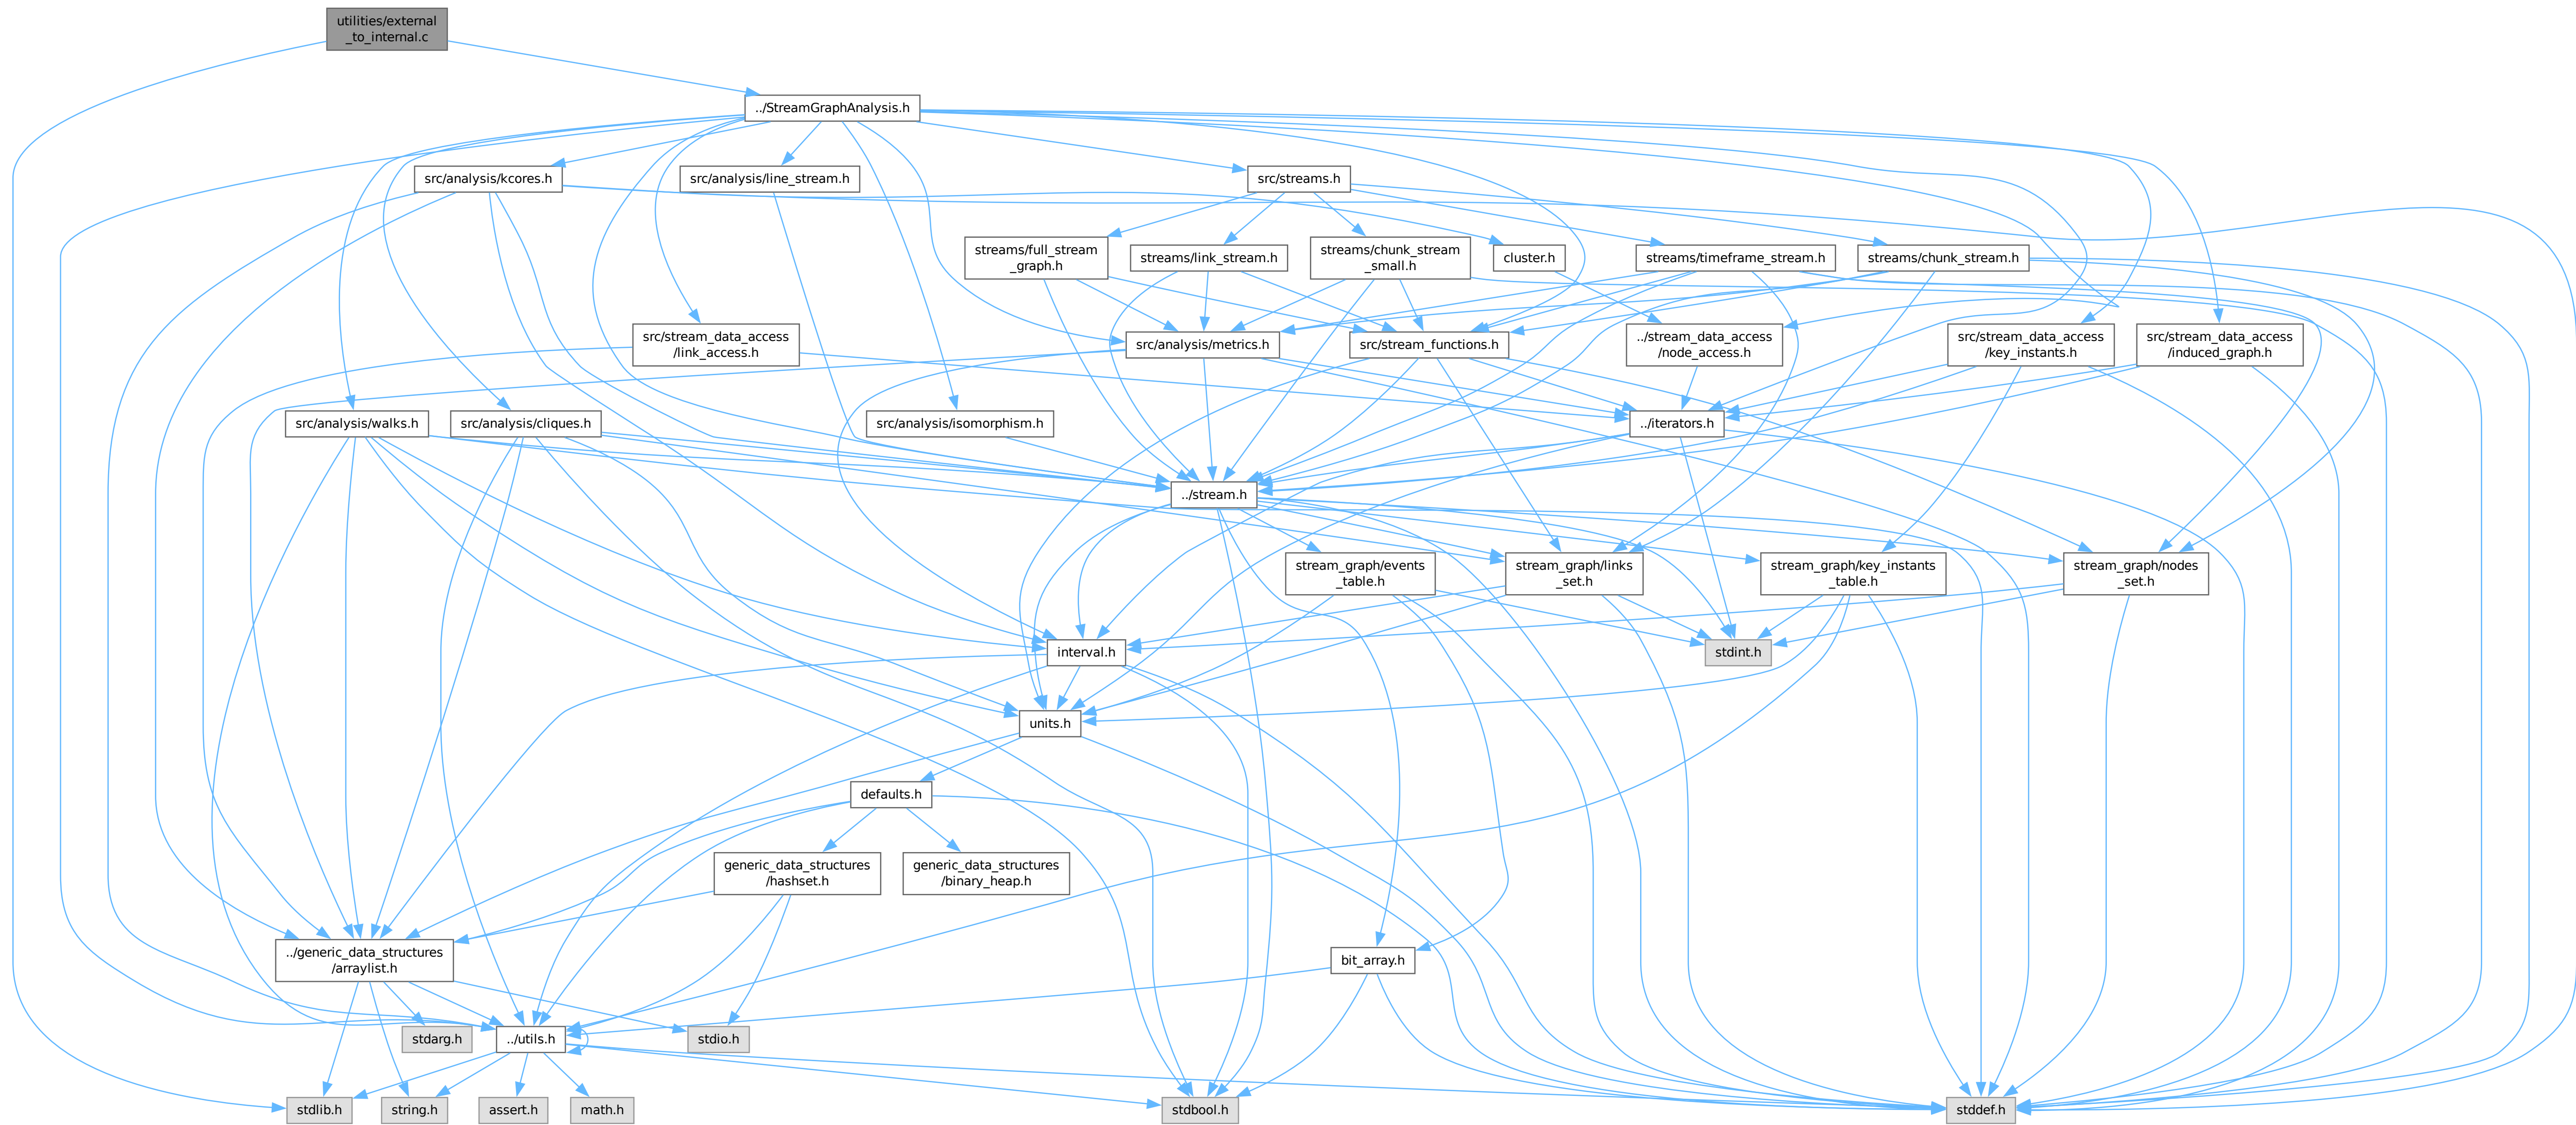 utilities/external
_to_internal.c
../StreamGraphAnalysis.h
src/analysis/kcores.h
src/analysis/line_stream.h
src/streams.h
streams/full_stream
_graph.h
streams/link_stream.h
streams/chunk_stream
_small.h
cluster.h
streams/timeframe_stream.h
streams/chunk_stream.h
src/stream_data_access
/link_access.h
src/analysis/metrics.h
src/stream_functions.h
../stream_data_access
/node_access.h
src/stream_data_access
/key_instants.h
src/stream_data_access
/induced_graph.h
src/analysis/walks.h
src/analysis/cliques.h
src/analysis/isomorphism.h
../iterators.h
../stream.h
stream_graph/events
_table.h
stream_graph/links
_set.h
stream_graph/key_instants
_table.h
stream_graph/nodes
_set.h
interval.h
stdint.h
units.h
defaults.h
generic_data_structures
/hashset.h
generic_data_structures
/binary_heap.h
../generic_data_structures
/arraylist.h
bit_array.h
stdarg.h
../utils.h
stdio.h
stdlib.h
string.h
assert.h
math.h
stdbool.h
stddef.h